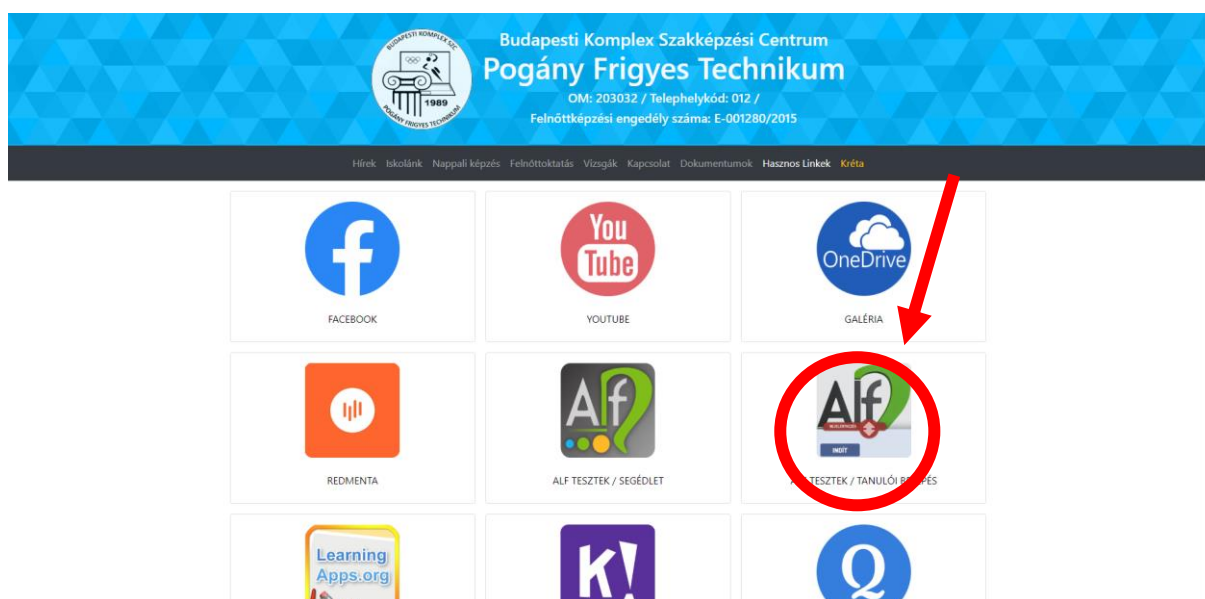 BUDAPESTI KOMPLEX SZC
1989
POGÁNY FRIGYES TECHNIKUM
Budapesti Komplex Szakképzési Centrum
Pogány Frigyes Technikum
OM: 203032 / Telephelykód: 012 /
Felnőttképzési engedély száma: E-001280/2015
Hírek Iskolánk Nappali képzés Felnőttoktatás Vizsgák Kapcsolat Dokumentumok Hasznos Linkek Kréta
You
Tube
OneDrive
FACEBOOK
YOUTUBE
GALÉRIA
Alf
Alf
INDÍT
REDMENTA
ALF TESZTEK / SEGÉDLET
TESZTEK / TANULÓI
Learning
Apps.org
K!
Q